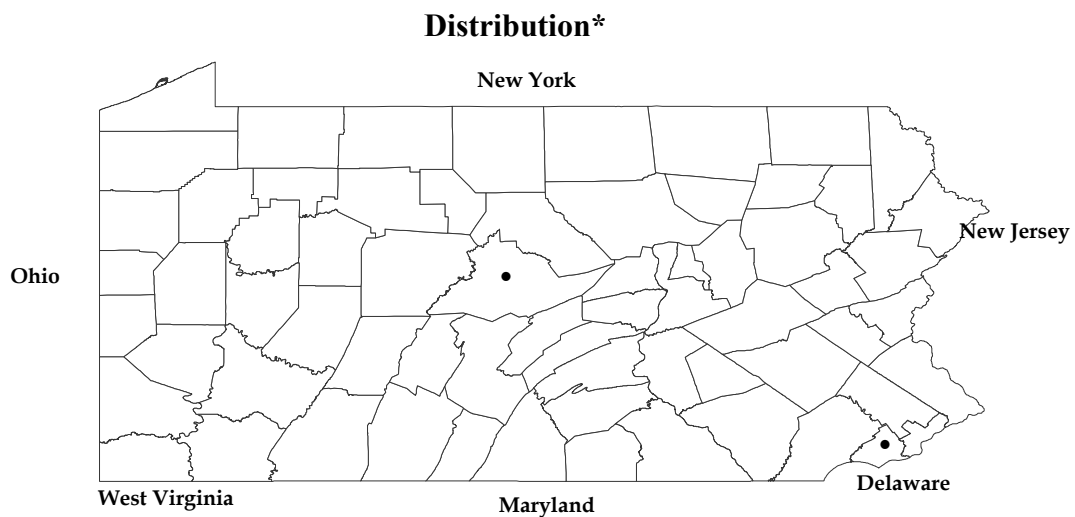 Distribution*
New York
New Jersey
Ohio
West Virginia
Maryland
Delaware